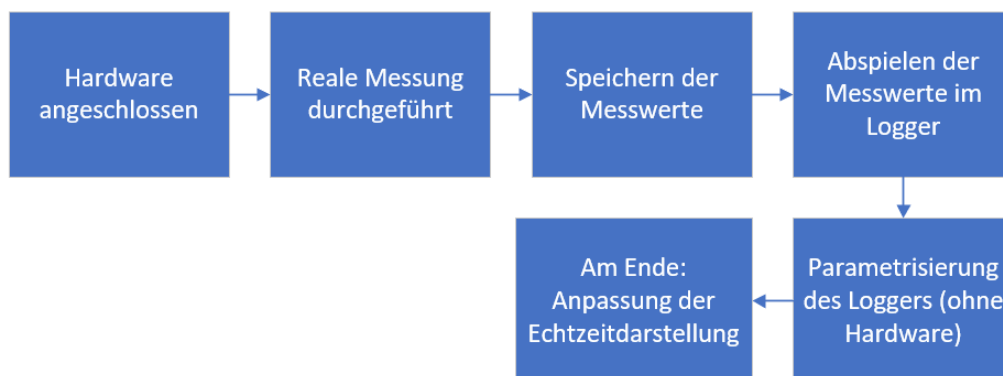 Hardware
angeschlossen
Reale Messung
durchgeführt
Speichern der
Messwerte
Abspielen der
Messwerte im
Logger
Parametrisierung
des Loggers (ohne
Hardware)
Am Ende:
Anpassung der
Echtzeitdarstellung